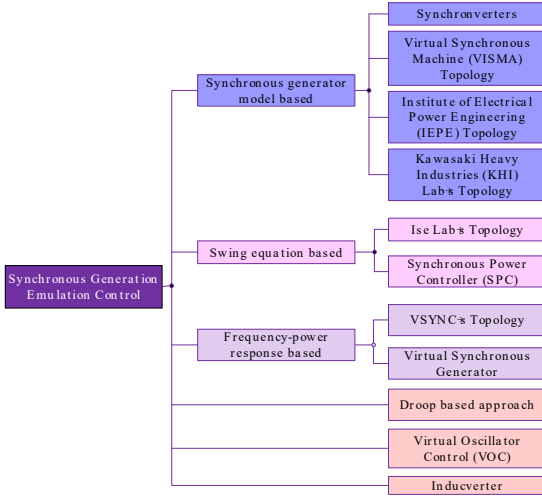 Synchronverters
Virtual Synchronous
Machine (VISMA)
Topology
Synchronous generator
model based
Institute of Electrical
Power Engineering
(IEPE) Topology
Kawasaki Heavy
Industries (KHI)
Lab's Topology
Ise Lab's Topology
Swing equation based
Synchronous Power
Controller (SPC)
Synchronous Generation
Emulation Control
VSYNC's Topology
Frequency-power
response based
Virtual Synchronous
Generator
Droop based approach
Virtual Oscillator
Control (VOC)
Inducverter